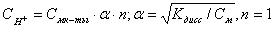 C_{H^+} = C_{мк-ты} · α · n; α = √(K_{дисс} / C_м), n = 1